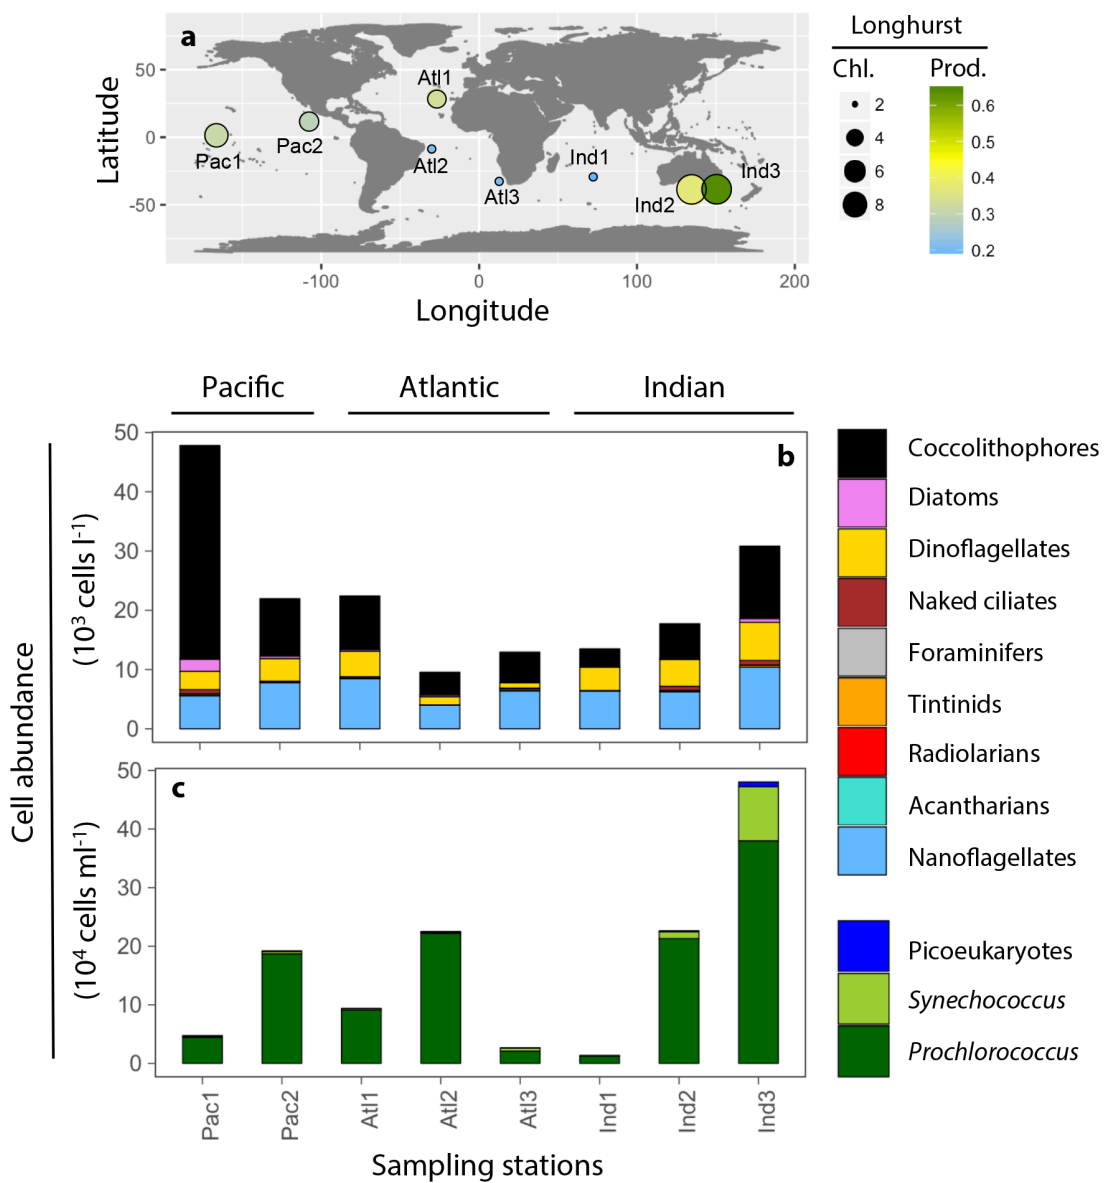 a
Longhurst
Chl.
Prod.
2
4
6
8
0.6
0.5
0.4
0.3
0.2
Latitude
50
0
-50
Atl1
Pac1
Pac2
Atl2
Atl3
Ind1
Ind2
Ind3
-100
0
100
200
Longitude
Pacific
Atlantic
Indian
b
50
40
30
20
10
0
(10³ cells l⁻¹)
Cell abundance
Coccolithophores
Diatoms
Dinoflagellates
Naked ciliates
Foraminifers
Tintinids
Radiolarians
Acantharians
Nanoflagellates
c
50
40
30
20
10
0
(10⁴ cells ml⁻¹)
Picoeukaryotes
Synechococcus
Prochlorococcus
Pac1
Pac2
Atl1
Atl2
Atl3
Ind1
Ind2
Ind3
Sampling stations